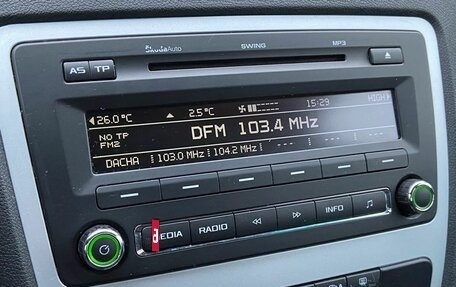 ŠkodaAuto SWING MP3
AS TP
26.0 °C 2.5 °C 15:29 HIGH
NO TP DFM 103.4 MHz
FM2
DACHA 103.0 MHz 104.2 MHz
EDIA RADIO INFO
A